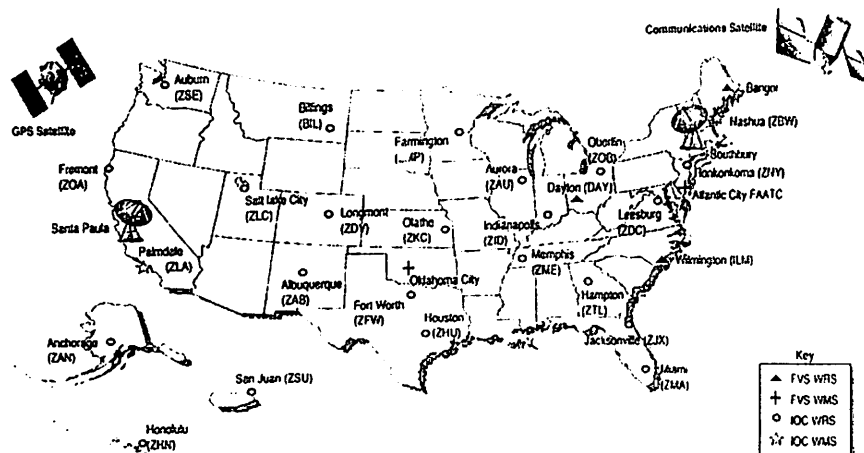 Communications Satellite
GPS Satellite
Auburn
(ZSE)
Billings
(BIL)
Farmington
Bangor
Nashua (ZBW)
Southbury
Ronkonkoma (ZNY)
Atlantic City FAATC
Oberlin
(ZOB)
Fremont
(ZOA)
Aurora
(ZAU)
Dayton (DAY)
Salt Lake City
(ZLC)
Longmont
(ZDV)
Olathe
(ZKC)
Indianapolis
(ZID)
Leesburg
(ZDC)
Santa Paula
Palmdale
(ZLA)
Memphis
(ZME)
Wilmington (ILM)
Albuquerque
(ZAB)
Oklahoma City
Fort Worth
(ZFW)
Hampton
(ZTL)
Houston
(ZHU)
Jacksonville (ZJX)
Anchorage
(ZAN)
San Juan (ZSU)
Miami
(ZMA)
Honolulu
(ZHN)
Key
FVS WRS
FVS WMS
IOC WRS
IOC WMS